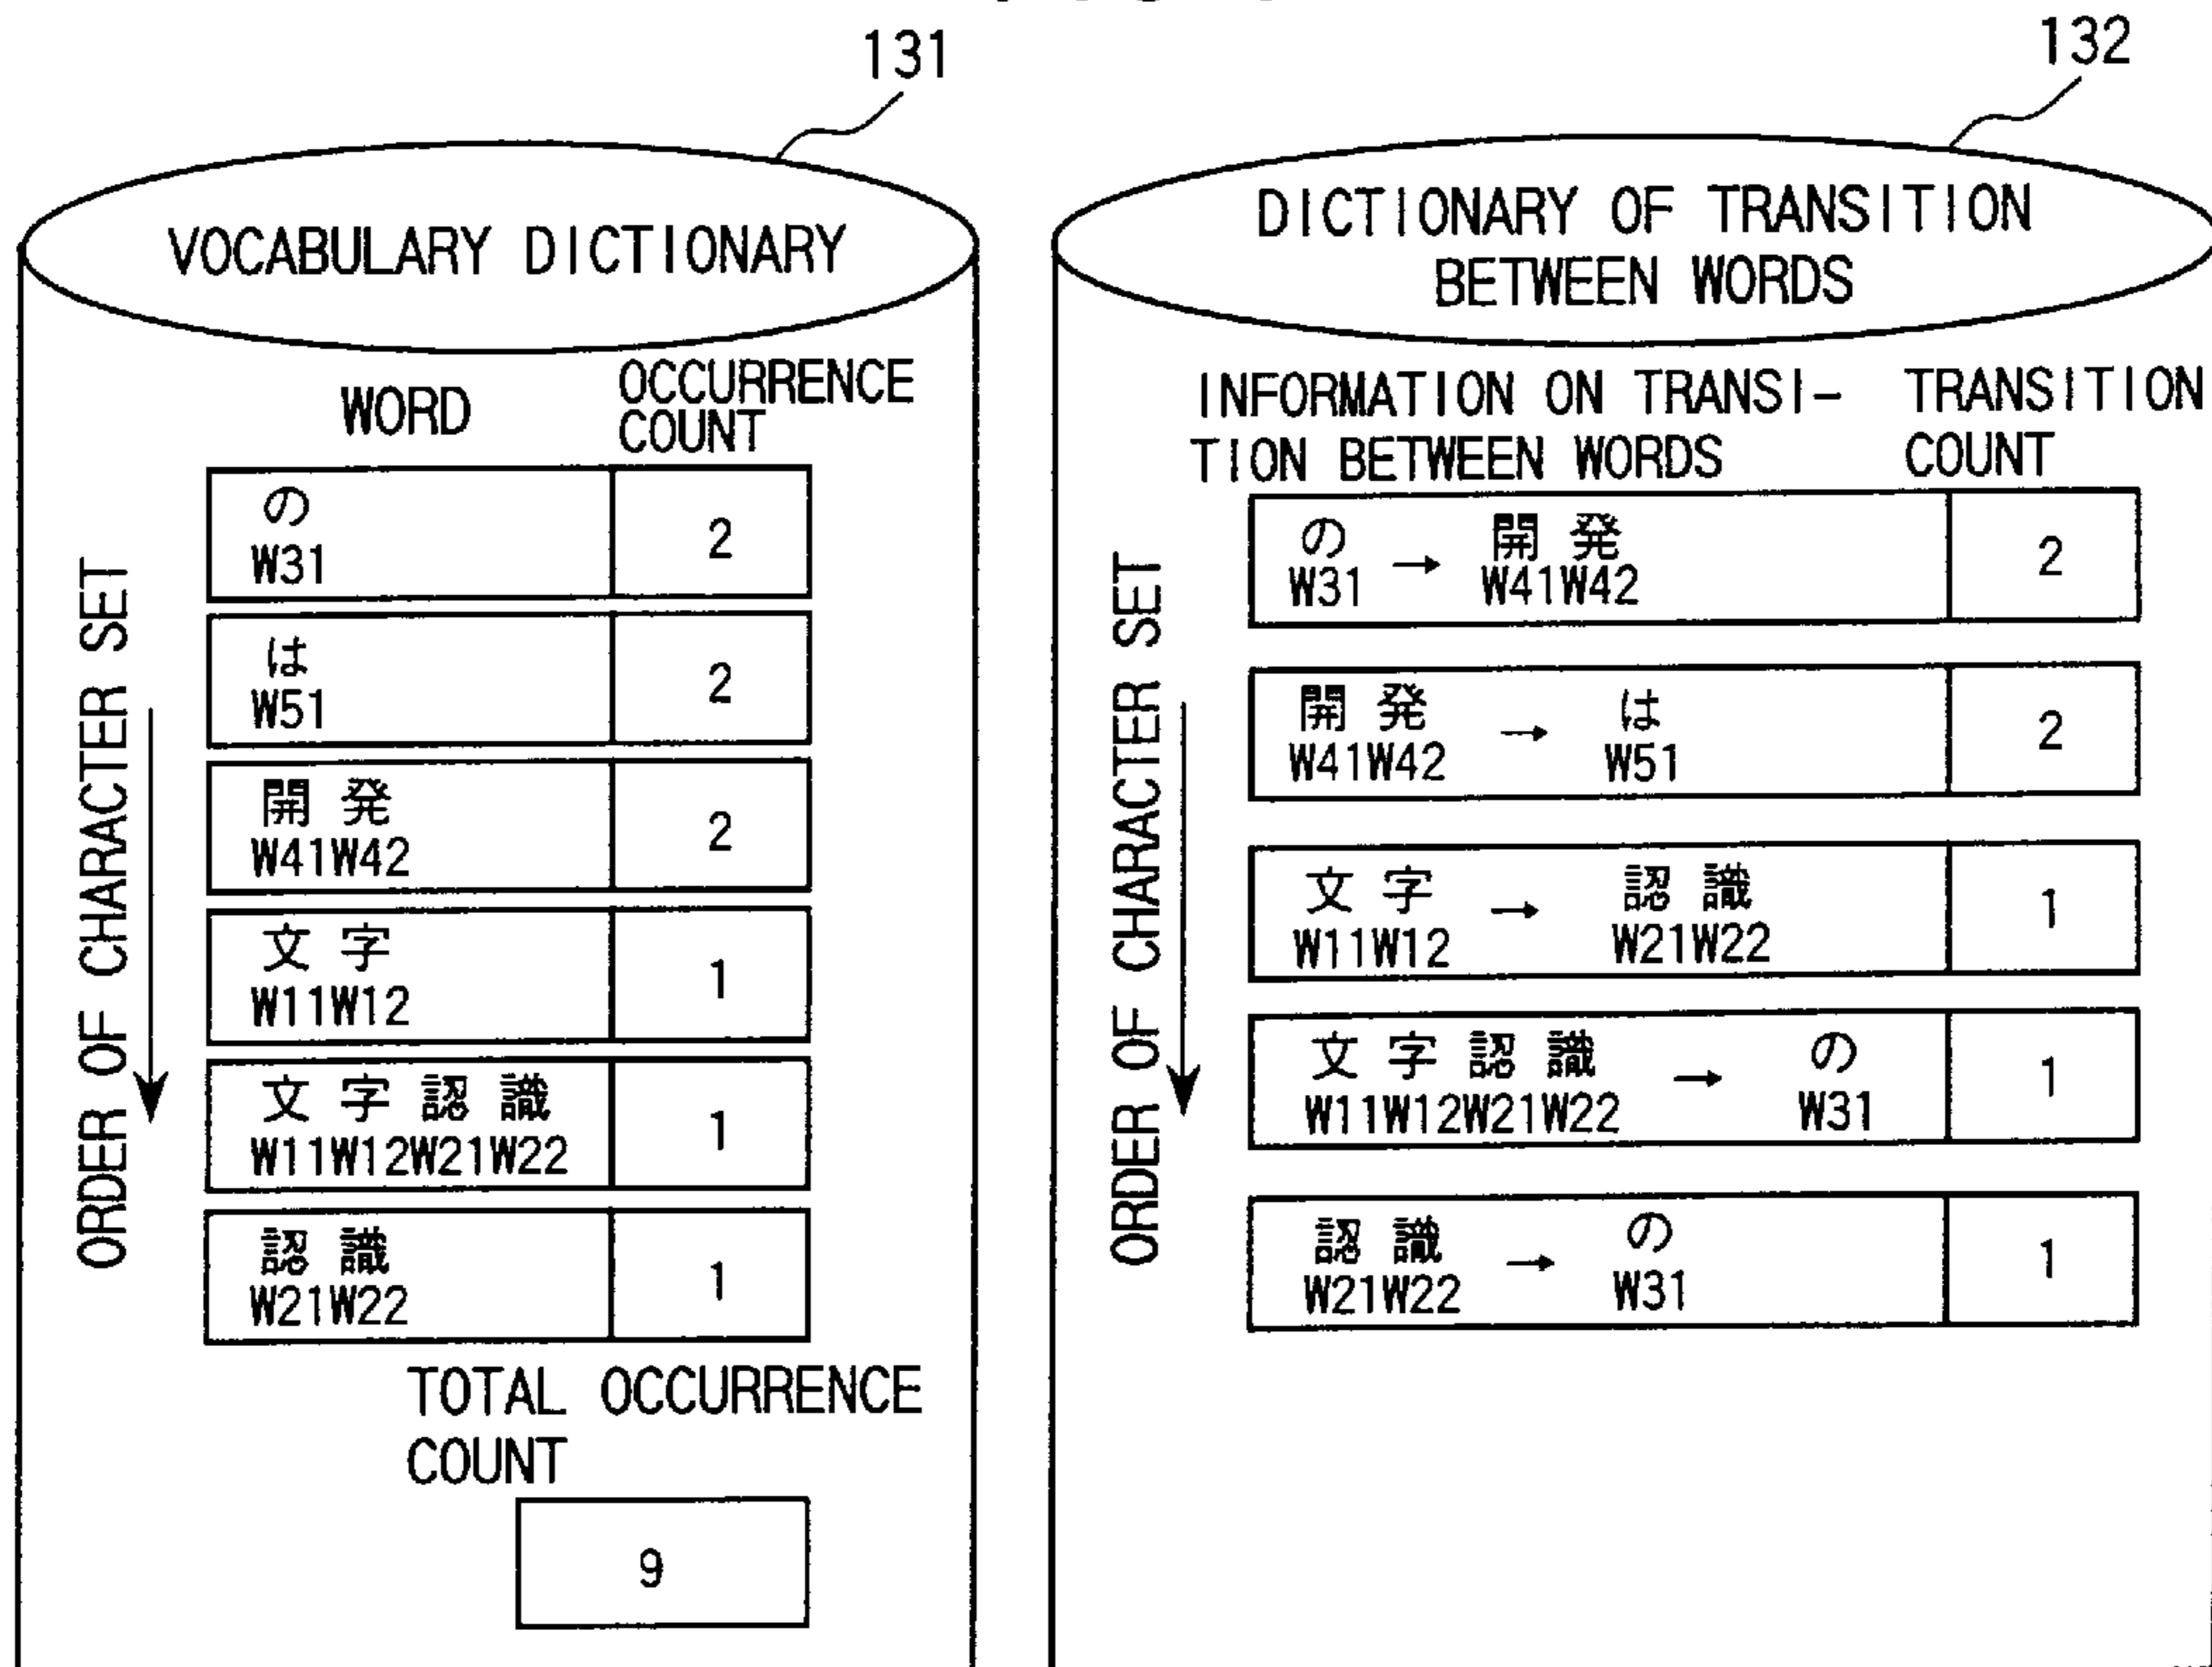 131
VOCABULARY DICTIONARY
WORD
OCCURRENCE
COUNT
の
W31
2
は
W51
2
開発
W41W42
2
文字
W11W12
1
文字認識
W11W12W21W22
1
認識
W21W22
1
ORDER OF CHARACTER SET
TOTAL OCCURRENCE
COUNT
9
132
DICTIONARY OF TRANSITION
BETWEEN WORDS
INFORMATION ON TRANSI-
TION BETWEEN WORDS
TRANSITION
COUNT
の → 開発
W31 W41W42
2
開発 → は
W41W42 W51
2
文字 → 認識
W11W12 W21W22
1
文字認識 → の
W11W12W21W22 W31
1
認識 → の
W21W22 W31
1
ORDER OF CHARACTER SET